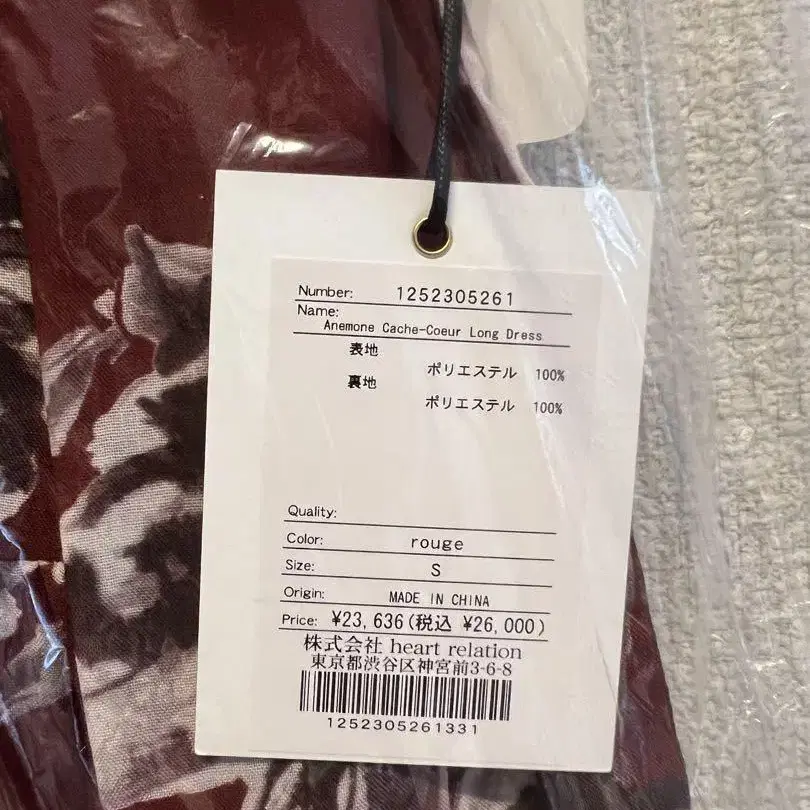 Number: 1252305261
Name:
Anemone Cache-Coeur Long Dress
表地
ポリエステル 100%
裏地
ポリエステル 100%
Quality:
Color: rouge
Size: S
Origin: MADE IN CHINA
Price: ¥23,636(税込 ¥26,000)
株式会社 heart relation
東京都渋谷区神宮前3-6-8
1252305261331